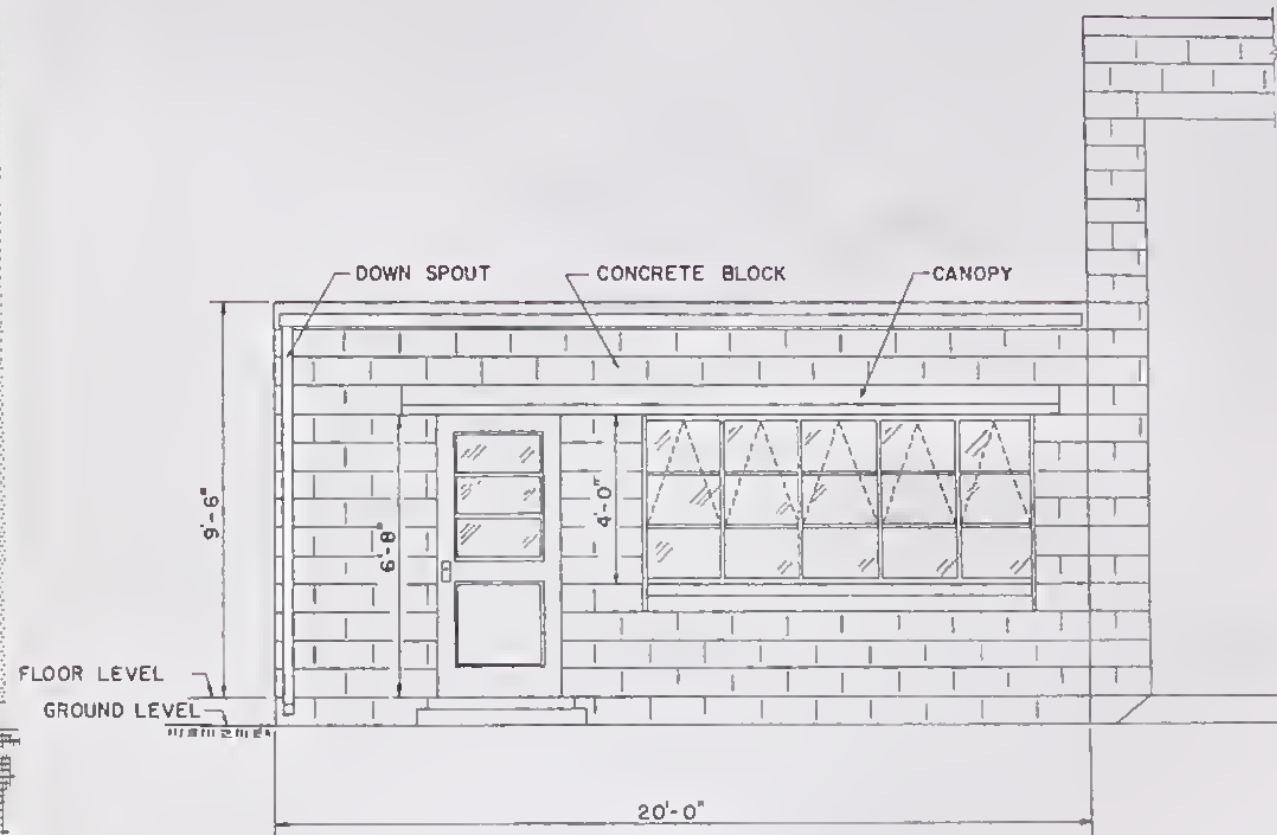 DOWN SPOUT
CONCRETE BLOCK
CANOPY
9'-6"
6'-8"
4'-0"
FLOOR LEVEL
GROUND LEVEL
20'-0"